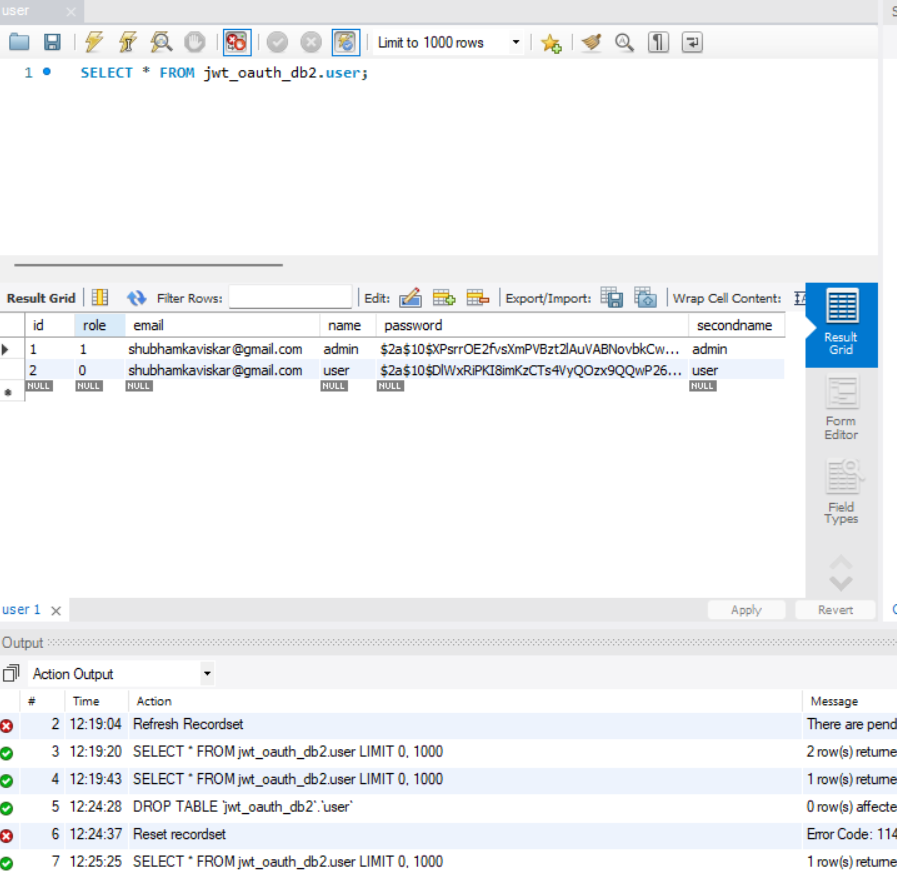 user
Limit to 1000 rows
1 SELECT * FROM jwt_oauth_db2.user;
Result Grid Filter Rows: Edit: Export/Import: Wrap Cell Content:
id role email name password secondname
1 1 shubhamkaviskar@gmail.com admin $2a$10$XPsrrOE2fvsXmPVBzt2lAuVABNovbkCw... admin
2 0 shubhamkaviskar@gmail.com user $2a$10$DlWxRiPKI8imKzCTs4VyQOzx9QQwP26... user
NULL NULL NULL NULL NULL NULL
Result
Grid
Form
Editor
Field
Types
user 1
Apply Revert
Output
Action Output
# Time Action Message
2 12:19:04 Refresh Recordset There are pend
3 12:19:20 SELECT * FROM jwt_oauth_db2.user LIMIT 0, 1000 2 row(s) returne
4 12:19:43 SELECT * FROM jwt_oauth_db2.user LIMIT 0, 1000 1 row(s) returne
5 12:24:28 DROP TABLE `jwt_oauth_db2`.`user` 0 row(s) affecte
6 12:24:37 Reset recordset Error Code: 114
7 12:25:25 SELECT * FROM jwt_oauth_db2.user LIMIT 0, 1000 1 row(s) returne